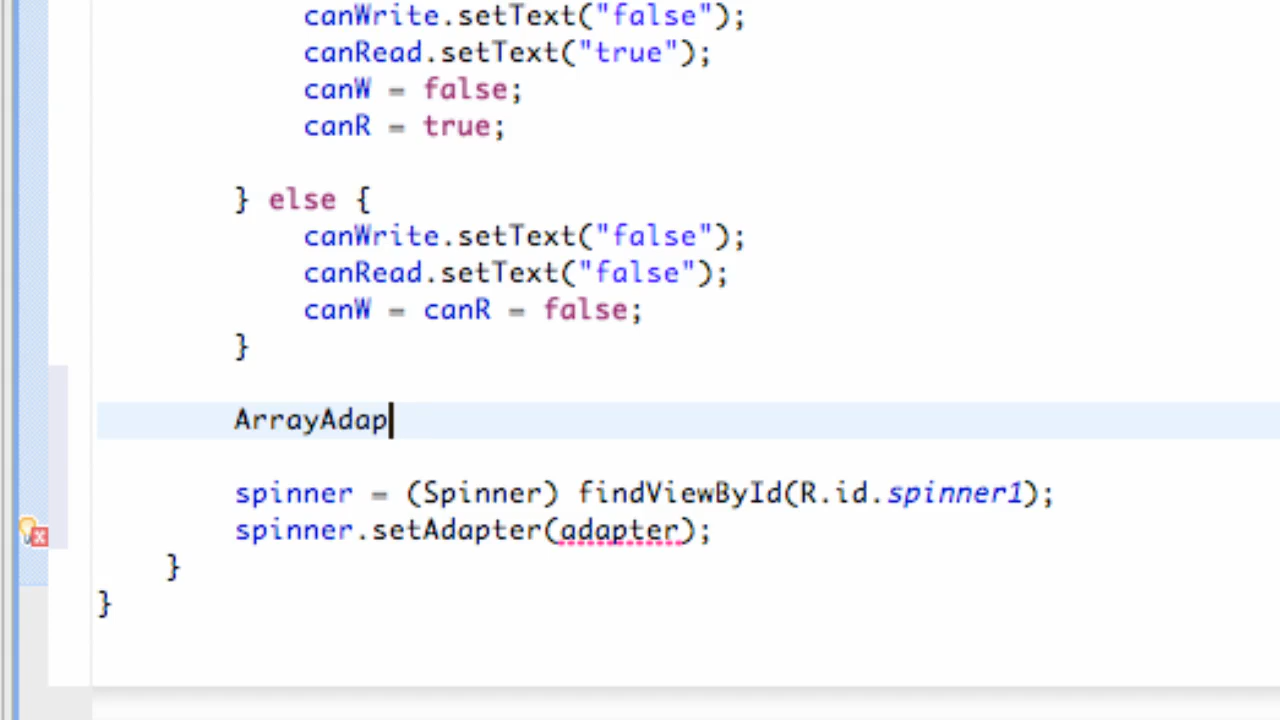 canWrite.setText("false");
canRead.setText("true");
canW = false;
canR = true;
} else {
canWrite.setText("false");
canRead.setText("false");
canW = canR = false;
}
ArrayAdap
spinner = (Spinner) findViewById(R.id.spinner1);
spinner.setAdapter(adapter);
}
}